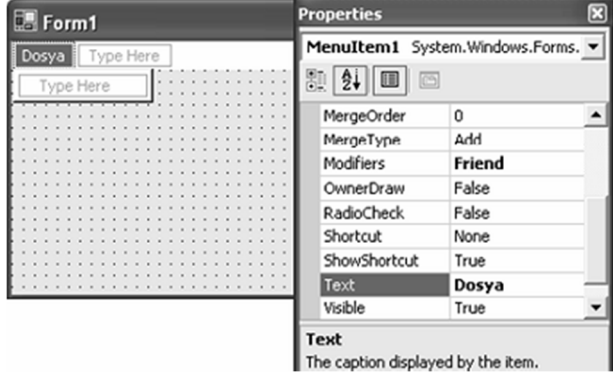 Form1
Dosya Type Here
Type Here
Properties
MenuItem1 System.Windows.Forms.
MergeOrder 0
MergeType Add
Modifiers Friend
OwnerDraw False
RadioCheck False
Shortcut None
ShowShortcut True
Text Dosya
Visible True
Text
The caption displayed by the item.